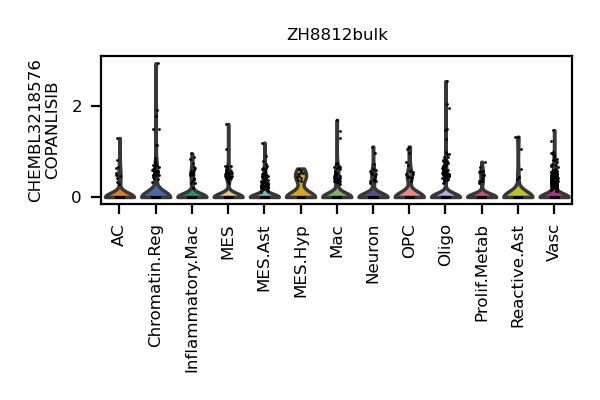 ZH8812bulk
CHEMBL3218576
COPANLISIB
2
0
AC
Chromatin.Reg
Inflammatory.Mac
MES
MES.Ast
MES.Hyp
Mac
Neuron
OPC
Oligo
Prolif.Metab
Reactive.Ast
Vasc